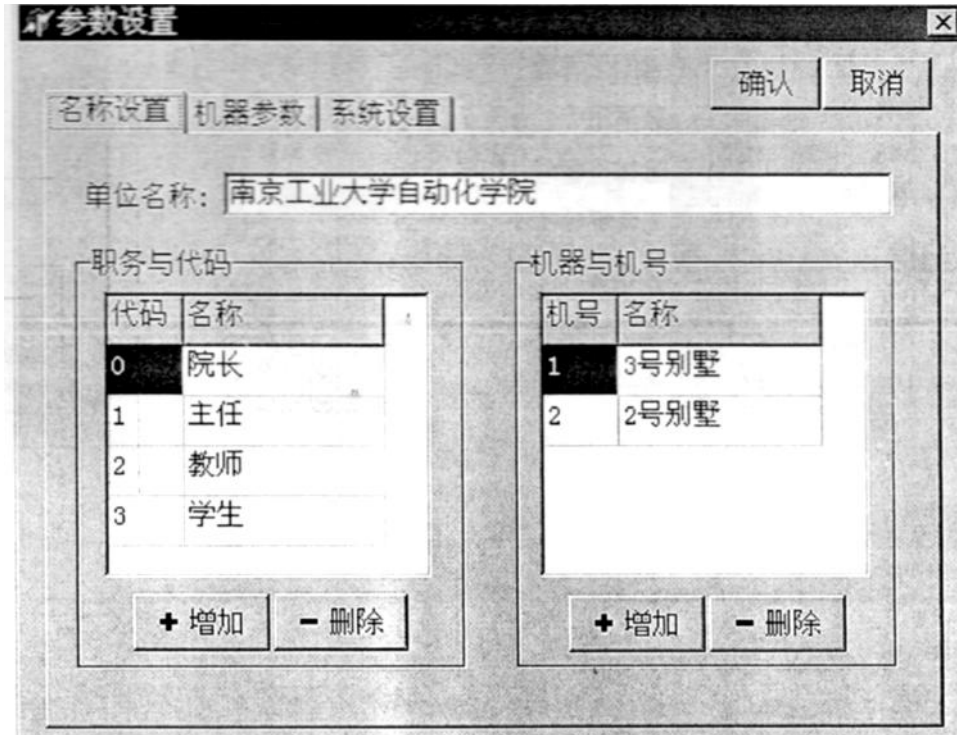 参数设置
确认 取消
名称设置 机器参数 系统设置
单位名称: 南京工业大学自动化学院
职务与代码
代码 名称
0 院长
1 主任
2 教师
3 学生
+ 增加 - 删除
机器与机号
机号 名称
1 3号别墅
2 2号别墅
+ 增加 - 删除